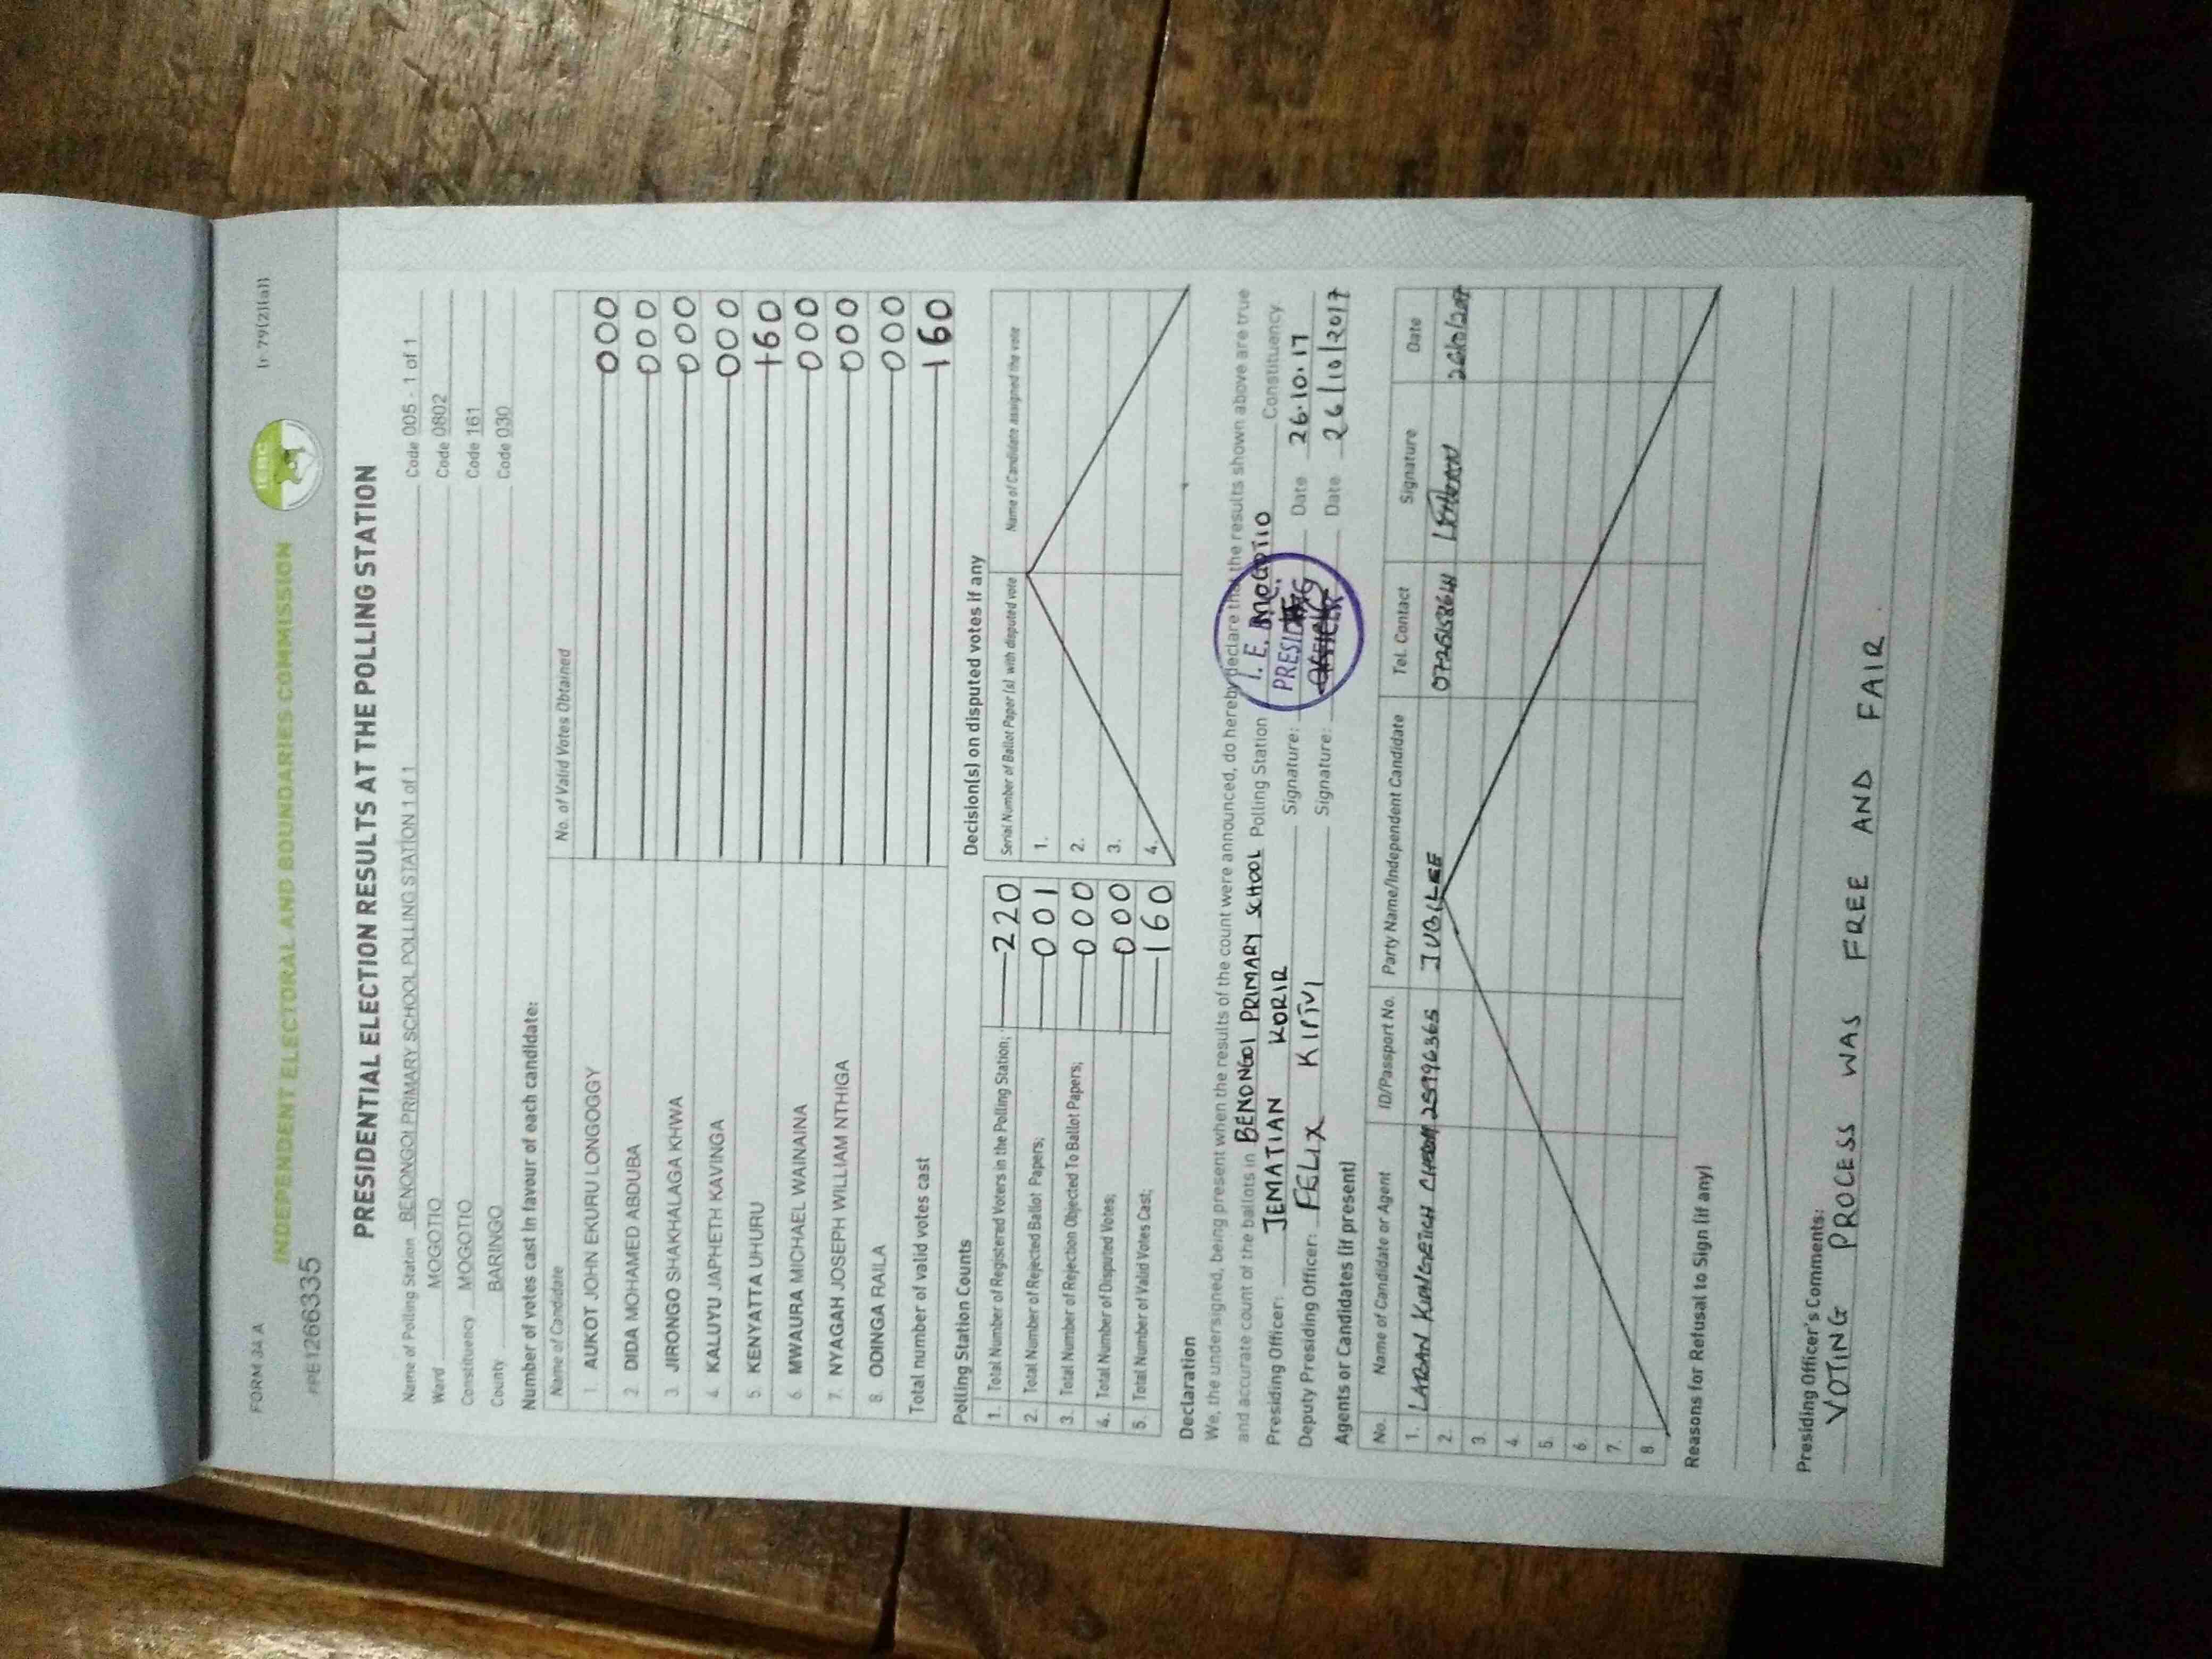 FORM 34 A
(r 79(2)(a))
INDEPENDENT ELECTORAL AND BOUNDARIES COMMISSION
IEBC
PRESIDENTIAL ELECTION RESULTS AT THE POLLING STATION
Name of Polling Station BENONGOI PRIMARY SCHOOL POLLING STATION 1 of 1 Code 005 - 1 of 1
Ward MOGOTIO Code 0802
Constituency MOGOTIO Code 161
County BARINGO Code 030
Number of votes cast in favour of each candidate:
Name of Candidate No. of Valid Votes Obtained
1. AUKOT JOHN EKURU LONGOGGY 000
2. DIDA MOHAMED ABDUBA 000
3. JIRONGO SHAKHALAGA KHWA 000
4. KALUYU JAPHETH KAVINGA 000
5. KENYATTA UHURU 160
6. MWAURA MICHAEL WAINAINA 000
7. NYAGAH JOSEPH WILLIAM NTHIGA 000
8. ODINGA RAILA 000
Total number of valid votes cast 160
Polling Station Counts
1. Total Number of Registered Voters in the Polling Station; 220
2. Total Number of Rejected Ballot Papers; 001
3. Total Number of Rejection Objected To Ballot Papers; 000
4. Total Number of Disputed Votes; 000
5. Total Number of Valid Votes Cast; 160
Decision(s) on disputed votes if any
Serial Number of Ballot Paper (s) with disputed vote Name of Candidate assigned the vote
1.
2.
3.
4.
Declaration
We, the undersigned, being present when the results of the count were announced, do hereby declare that the results shown above are true
and accurate count of the ballots in BENONGOI PRIMARY SCHOOL Polling Station MOGOTIO Constituency
Presiding Officer: JEMATIAN KORIR Signature: Date 26.10.17
Deputy Presiding Officer: FELIX Signature: Date 26/10/2017
PRESIDING
Agents or Candidates (if present)
No. Name of Candidate or Agent ID/Passport No. Party Name/Independent Candidate Tel. Contact Signature Date
1. LABAN JUBILEE
2.
3.
4.
5.
6.
7.
8.
Reasons for Refusal to Sign (if any)
Presiding Officer's Comments:
VOTING PROCESS WAS FREE AND FAIR.